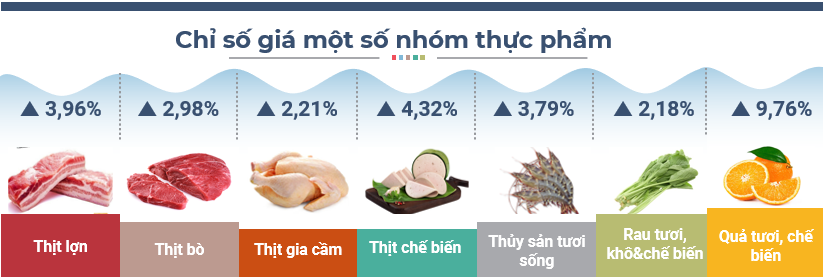 Chỉ số giá một số nhóm thực phẩm
▲ 3,96%
▲ 2,98%
▲ 2,21%
▲ 4,32%
▲ 3,79%
▲ 2,18%
▲ 9,76%
Thịt lợn
Thịt bò
Thịt gia cầm
Thịt chế biến
Thủy sản tươi
sống
Rau tươi,
khô&chế biến
Quả tươi, chế
biến